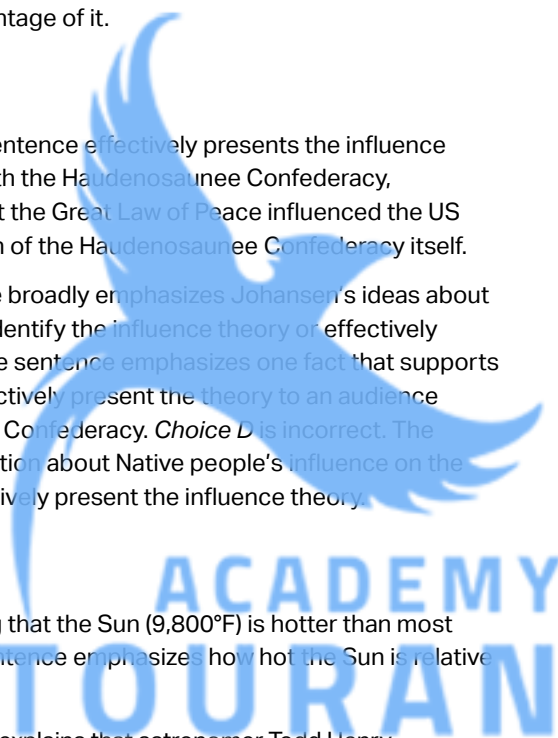 ntage of it.
entence effectively presents the influence
th the Haudenosaunee Confederacy,
t the Great Law of Peace influenced the US
n of the Haudenosaunee Confederacy itself.
e broadly emphasizes Johansen's ideas about
dentify the influence theory or effectively
e sentence emphasizes one fact that supports
ctively present the theory to an audience
Confederacy. Choice D is incorrect. The
tion about Native people's influence on the
ively present the influence theory.
ACADEMY
g that the Sun (9,800°F) is hotter than most
ntence emphasizes how hot the Sun is relative
TOURAN
explains that astronomer Todd Henry